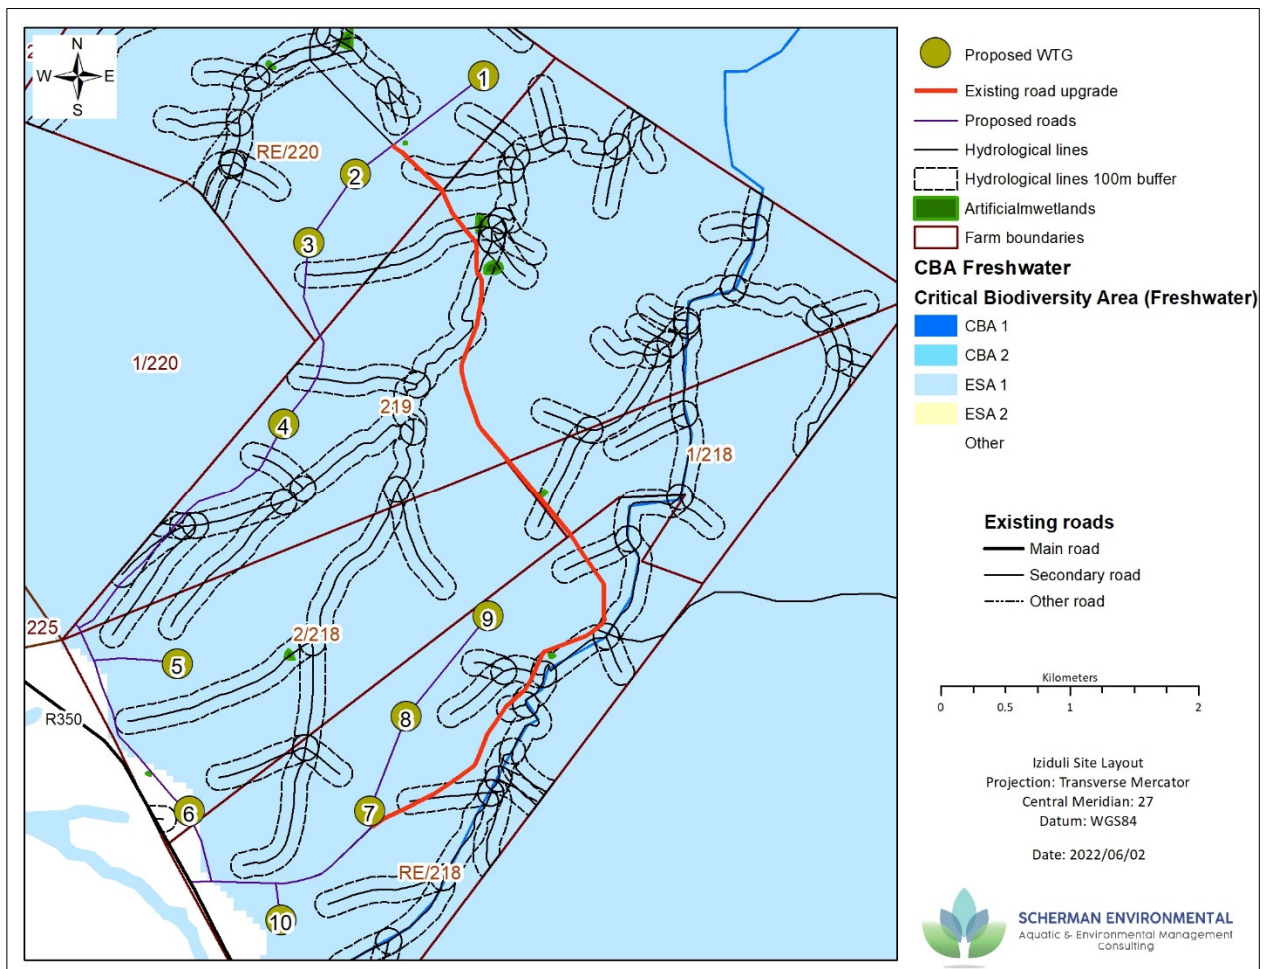 N
W E
S
2
1
RE/220
2
3
1/220
219
4
1/218
9
225
2/218
5
8
R350
6
7
RE/218
10
Proposed WTG
Existing road upgrade
Proposed roads
Hydrological lines
Hydrological lines 100m buffer
Artificialmwetlands
Farm boundaries
CBA Freshwater
Critical Biodiversity Area (Freshwater)
CBA 1
CBA 2
ESA 1
ESA 2
Other
Existing roads
Main road
Secondary road
Other road
Kilometers
0 0.5 1 2
Iziduli Site Layout
Projection: Transverse Mercator
Central Meridian: 27
Datum: WGS84
Date: 2022/06/02
SCHERMAN ENVIRONMENTAL
Aquatic & Environmental Management
Consulting